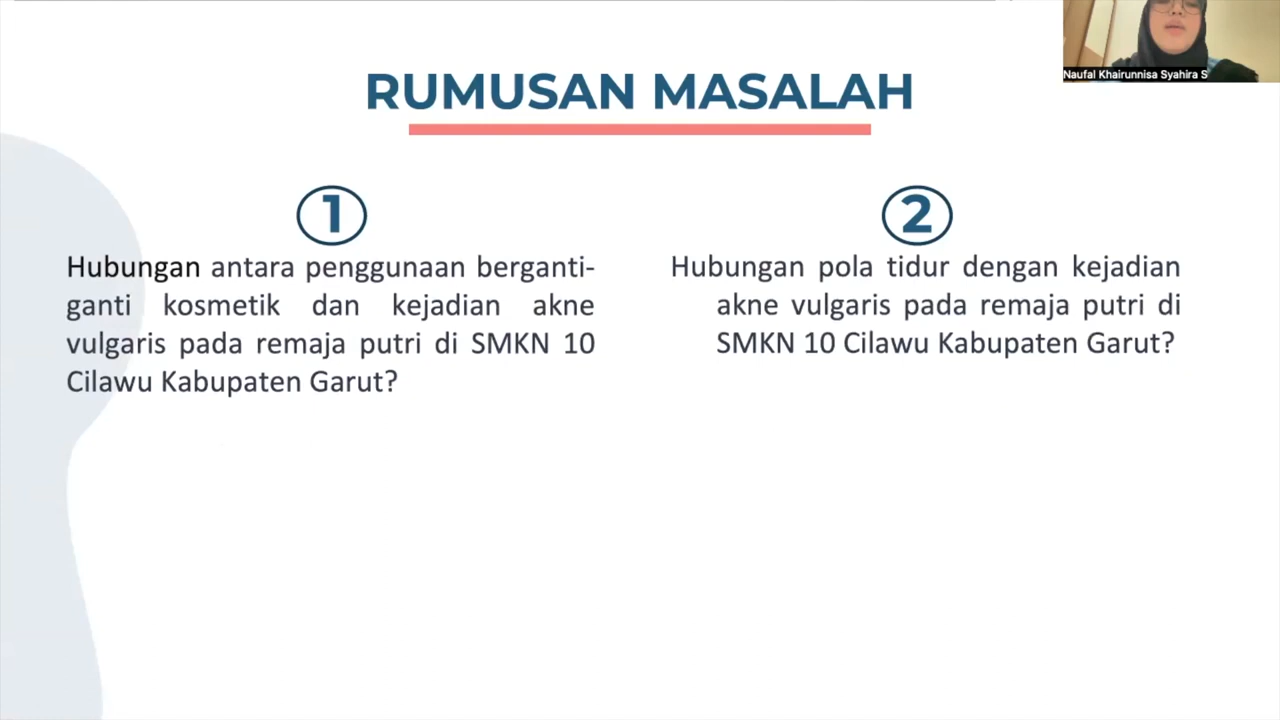 RUMUSAN MASALAH
Naufal Khairunnisa Syahira S
1
Hubungan antara penggunaan berganti-
ganti kosmetik dan kejadian akne
vulgaris pada remaja putri di SMKN 10
Cilawu Kabupaten Garut?
2
Hubungan pola tidur dengan kejadian
akne vulgaris pada remaja putri di
SMKN 10 Cilawu Kabupaten Garut?